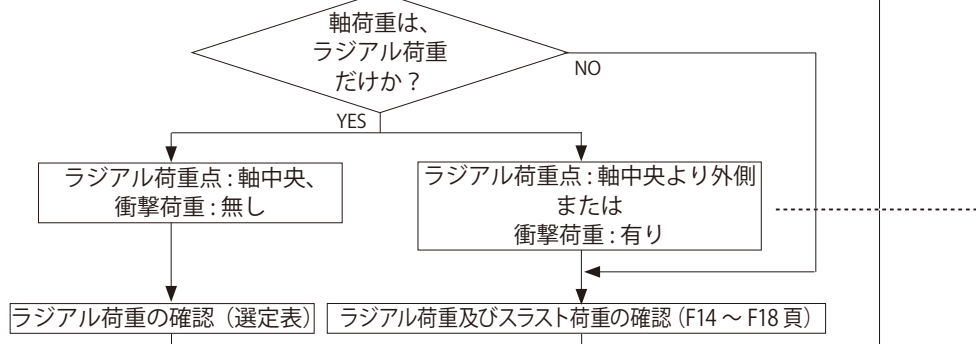 軸荷重は、
ラジアル荷重
だけか？
NO
YES
ラジアル荷重点 : 軸中央、
衝撃荷重 : 無し
ラジアル荷重点 : 軸中央より外側
または
衝撃荷重 : 有り
ラジアル荷重の確認（選定表）
ラジアル荷重及びスラスト荷重の確認（F14 ～ F18 頁）